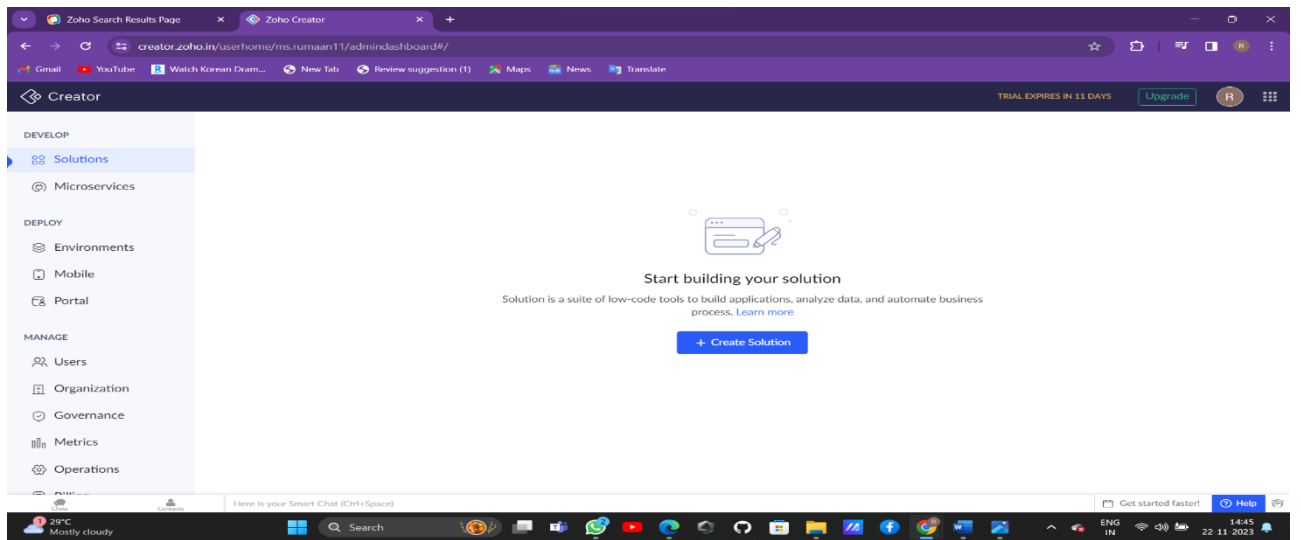 Zoho Search Results Page
Zoho Creator
creator.zoho.in/userhome/ms.rumaan11/admindashboard#/
Gmail YouTube Watch Korean Dram... New Tab Review suggestion (1) Maps News Translate
Creator
TRIAL EXPIRES IN 11 DAYS Upgrade R
DEVELOP
Solutions
Microservices
DEPLOY
Environments
Mobile
Portal
MANAGE
Users
Organization
Governance
Metrics
Operations
Start building your solution
Solution is a suite of low-code tools to build applications, analyze data, and automate business
process. Learn more
+ Create Solution
Chats Contacts Here is your Smart Chat (Ctrl+Space) Get started faster! Help
1 29°C
Mostly cloudy
Search
ENG
IN
14:45
22-11-2023